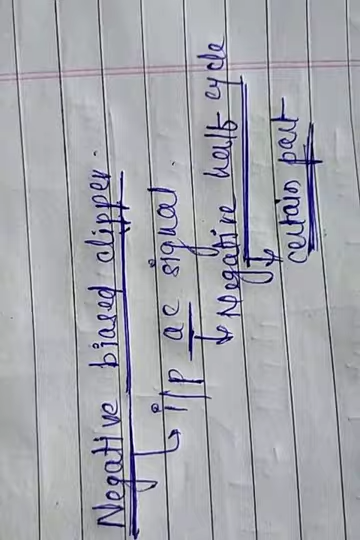 Negative biased clipper.
↳ i/p ac signal.
↓ Negative half cycle
↓
certain part